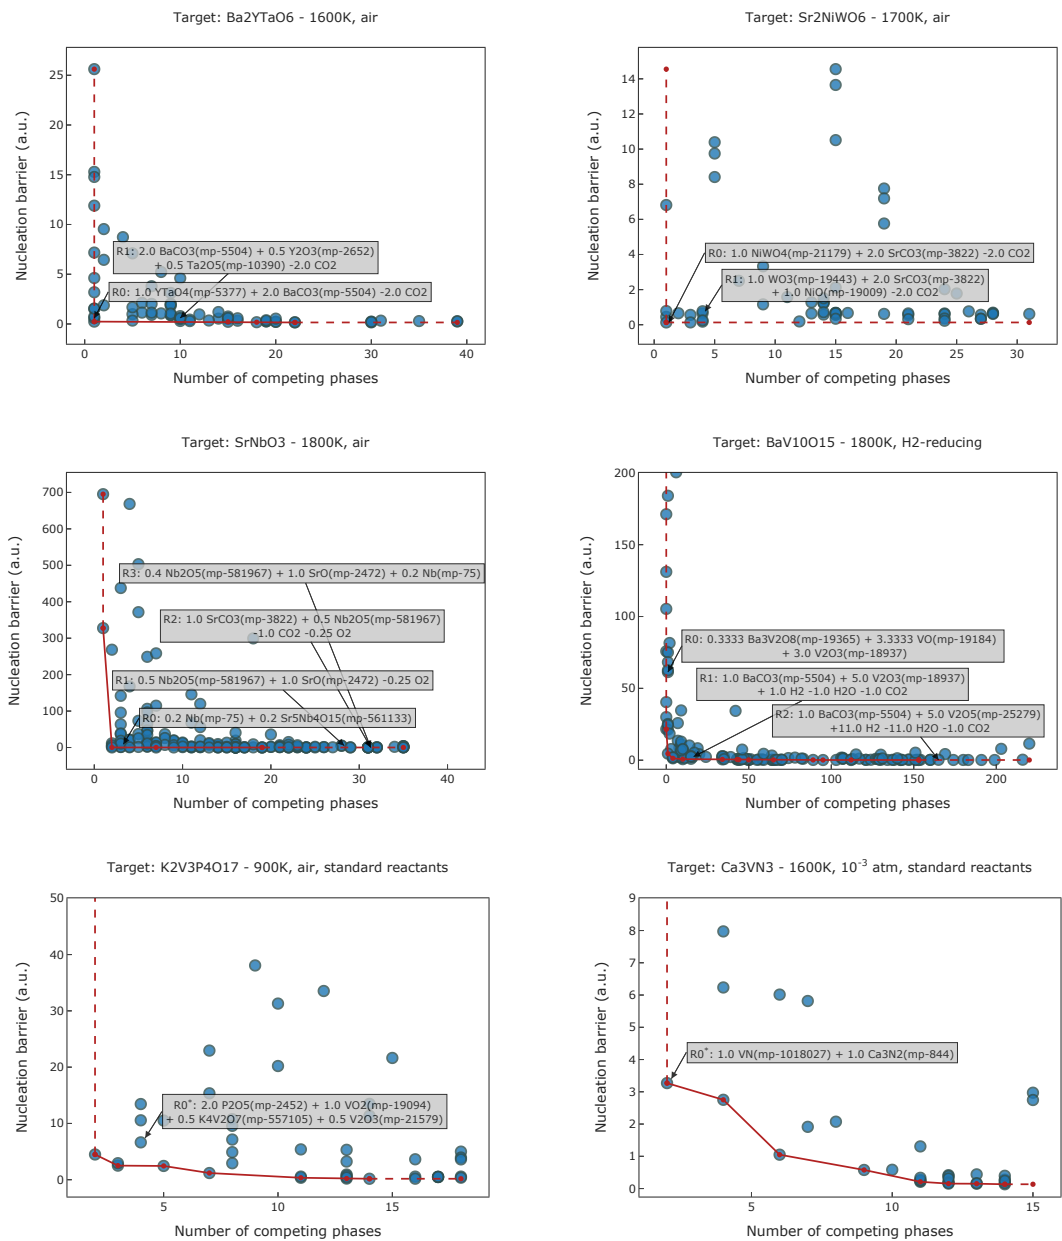 Target: Ba2YTaO6 - 1600K, air
Nucleation barrier (a.u.)
25
20
15
10
5
0
R1: 2.0 BaCO3(mp-5504) + 0.5 Y2O3(mp-2652)
+ 0.5 Ta2O5(mp-10390) -2.0 CO2
R0: 1.0 YTaO4(mp-5377) + 2.0 BaCO3(mp-5504) -2.0 CO2
0
10
20
30
40
Number of competing phases
Target: Sr2NiWO6 - 1700K, air
Nucleation barrier (a.u.)
14
12
10
8
6
4
2
0
R0: 1.0 NiWO4(mp-21179) + 2.0 SrCO3(mp-3822) -2.0 CO2
R1: 1.0 WO3(mp-19443) + 2.0 SrCO3(mp-3822)
+ 1.0 NiO(mp-19009) -2.0 CO2
0
5
10
15
20
25
30
Number of competing phases
Target: SrNbO3 - 1800K, air
Nucleation barrier (a.u.)
700
600
500
400
300
200
100
0
R3: 0.4 Nb2O5(mp-581967) + 1.0 SrO(mp-2472) + 0.2 Nb(mp-75)
R2: 1.0 SrCO3(mp-3822) + 0.5 Nb2O5(mp-581967)
-1.0 CO2 -0.25 O2
R1: 0.5 Nb2O5(mp-581967) + 1.0 SrO(mp-2472) -0.25 O2
R0: 0.2 Nb(mp-75) + 0.2 Sr5Nb4O15(mp-561133)
0
10
20
30
40
Number of competing phases
Target: BaV10O15 - 1800K, H2-reducing
Nucleation barrier (a.u.)
200
150
100
50
0
R0: 0.3333 Ba3V2O8(mp-19365) + 3.3333 VO(mp-19184)
+ 3.0 V2O3(mp-18937)
R1: 1.0 BaCO3(mp-5504) + 5.0 V2O3(mp-18937)
+ 1.0 H2 -1.0 H2O -1.0 CO2
R2: 1.0 BaCO3(mp-5504) + 5.0 V2O5(mp-25279)
+11.0 H2 -11.0 H2O -1.0 CO2
0
50
100
150
200
Number of competing phases
Target: K2V3P4O17 - 900K, air, standard reactants
Nucleation barrier (a.u.)
50
40
30
20
10
0
R0*: 2.0 P2O5(mp-2452) + 1.0 VO2(mp-19094)
+ 0.5 K4V2O7(mp-557105) + 0.5 V2O3(mp-21579)
5
10
15
Number of competing phases
Target: Ca3VN3 - 1600K, 10⁻³ atm, standard reactants
Nucleation barrier (a.u.)
9
8
7
6
5
4
3
2
1
0
R0*: 1.0 VN(mp-1018027) + 1.0 Ca3N2(mp-844)
5
10
15
Number of competing phases